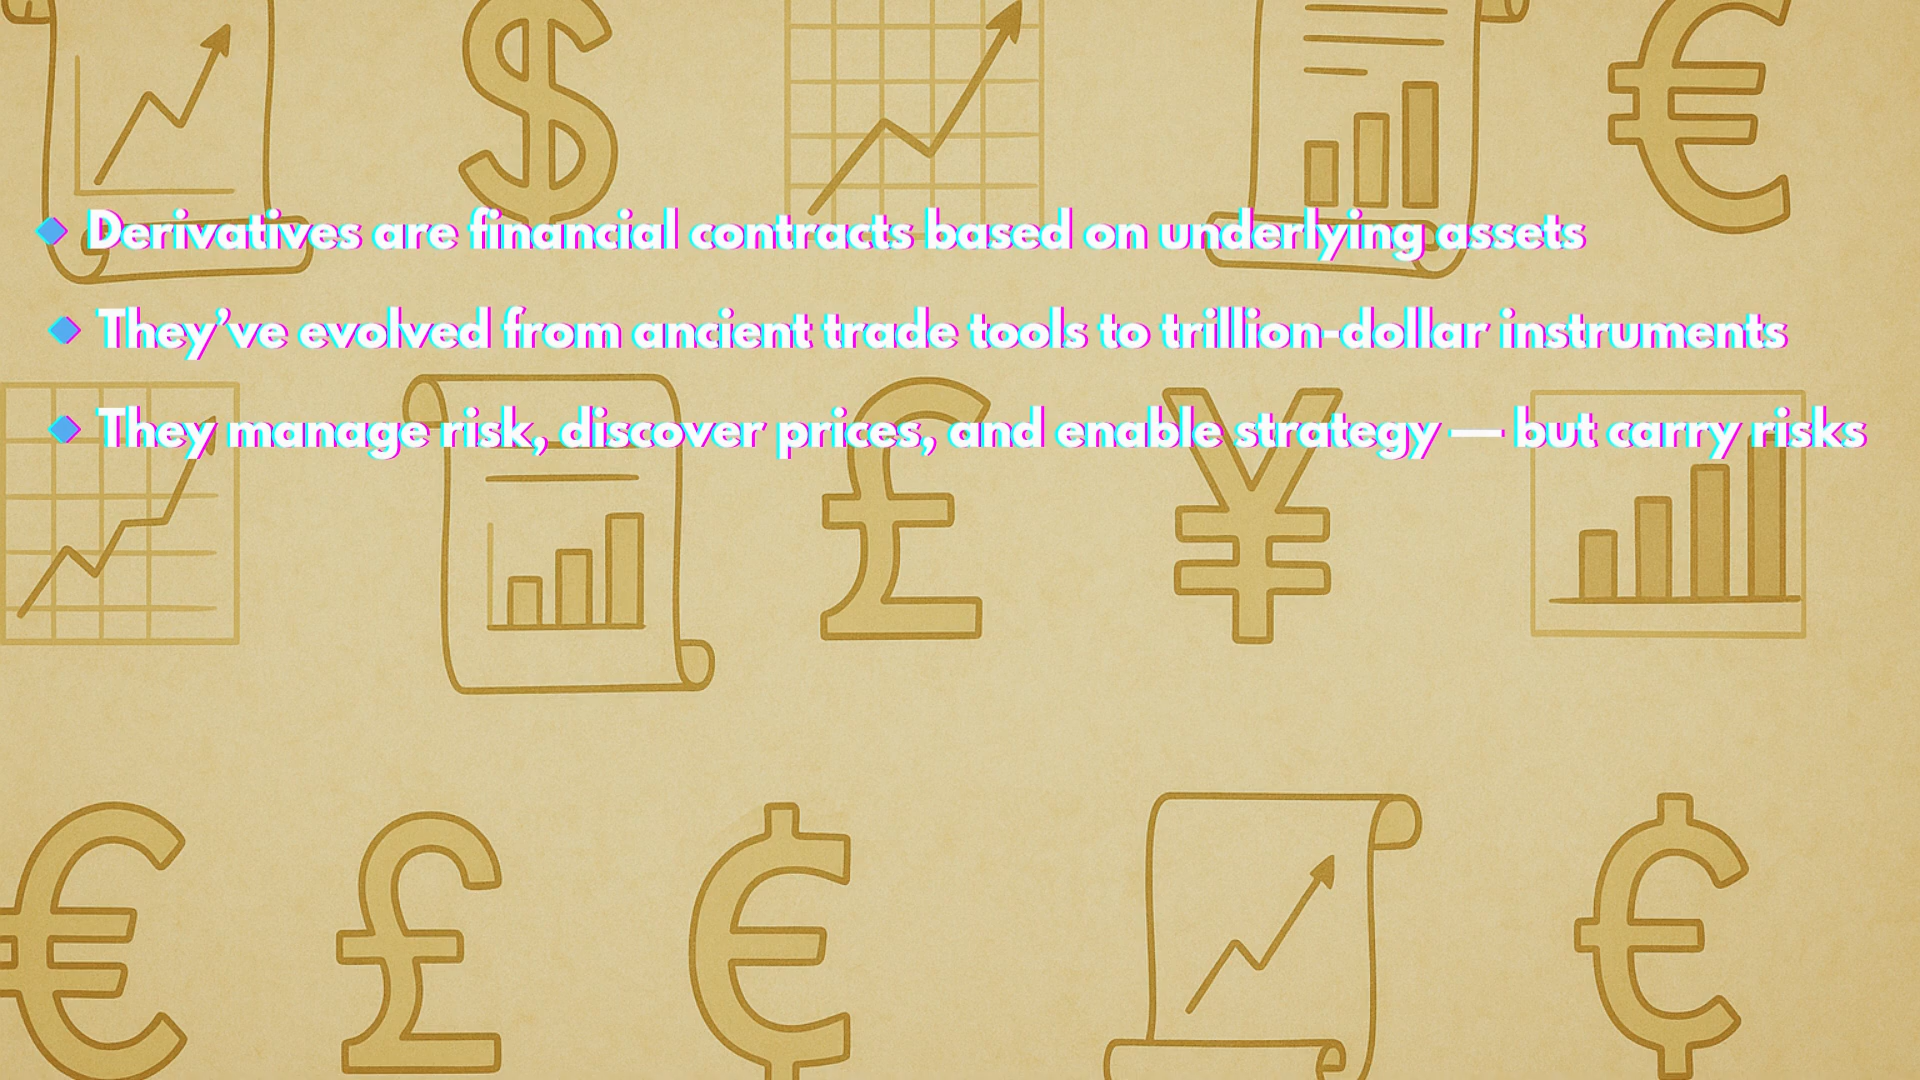 🔹 Derivatives are financial contracts based on underlying assets
🔹 They’ve evolved from ancient trade tools to trillion-dollar instruments
🔹 They manage risk, discover prices, and enable strategy — but carry risks